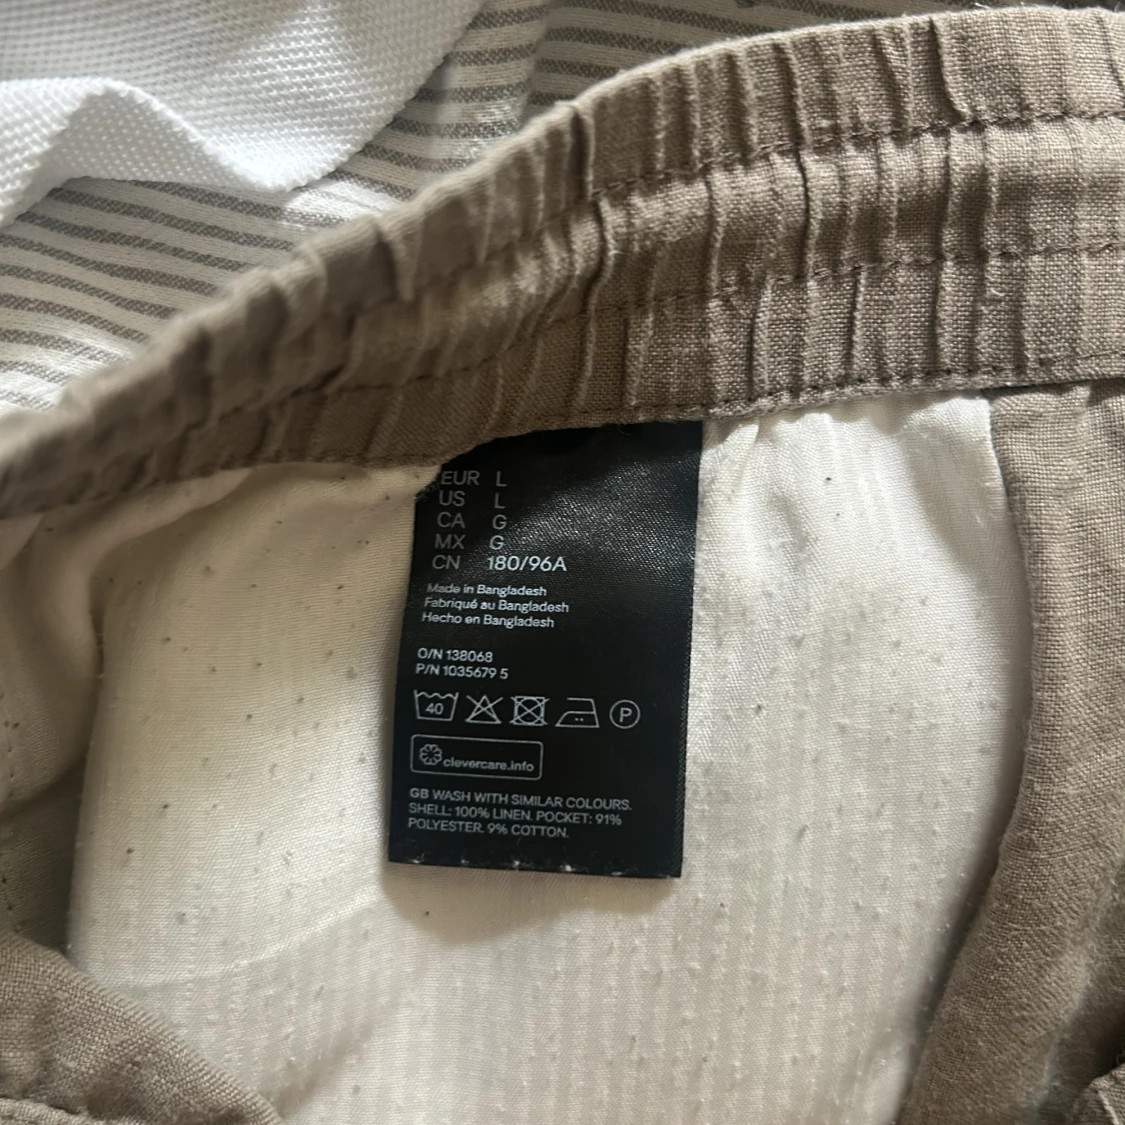 EUR L
US L
CA G
MX G
CN 180/96A
Made in Bangladesh
Fabriqué au Bangladesh
Hecho en Bangladesh
O/N 138068
P/N 1035679 5
40 P
clevercare.info
GB WASH WITH SIMILAR COLOURS.
SHELL: 100% LINEN. POCKET: 91%
POLYESTER. 9% COTTON.